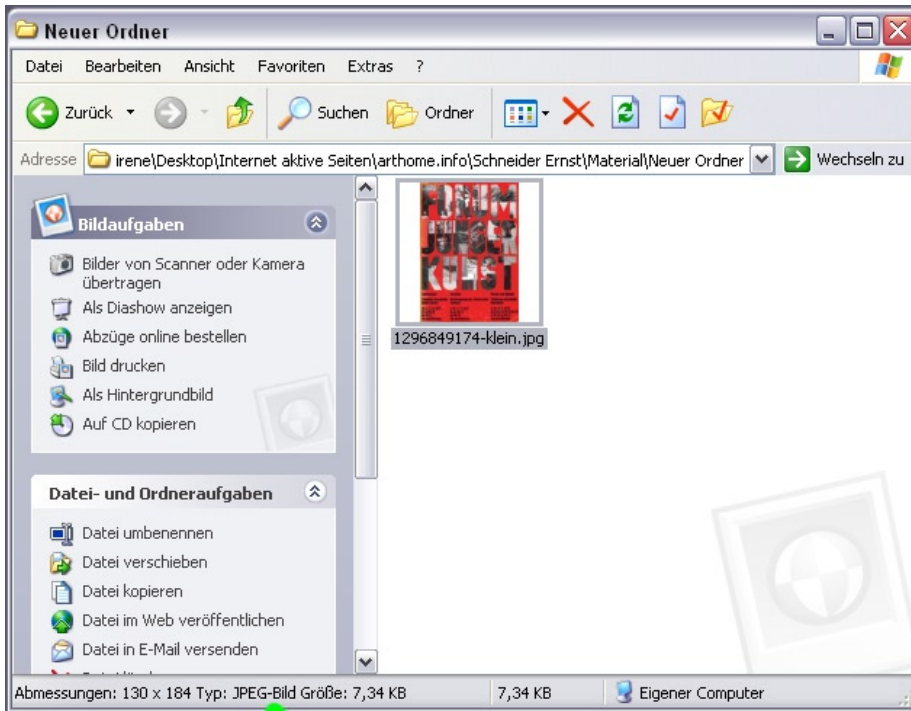 Neuer Ordner
Datei Bearbeiten Ansicht Favoriten Extras ?
Zurück Suchen Ordner
Adresse irene\Desktop\Internet aktive Seiten\arthome.info\Schneider Ernst\Material\Neuer Ordner Wechseln zu
Bildaufgaben
Bilder von Scanner oder Kamera
übertragen
Als Diashow anzeigen
Abzüge online bestellen
Bild drucken
Als Hintergrundbild
Auf CD kopieren
Datei- und Ordneraufgaben
Datei umbenennen
Datei verschieben
Datei kopieren
Datei im Web veröffentlichen
Datei in E-Mail versenden
FORUM
JUNGER
KUNST
1296849174-klein.jpg
Abmessungen: 130 x 184 Typ: JPEG-Bild Größe: 7,34 KB 7,34 KB Eigener Computer